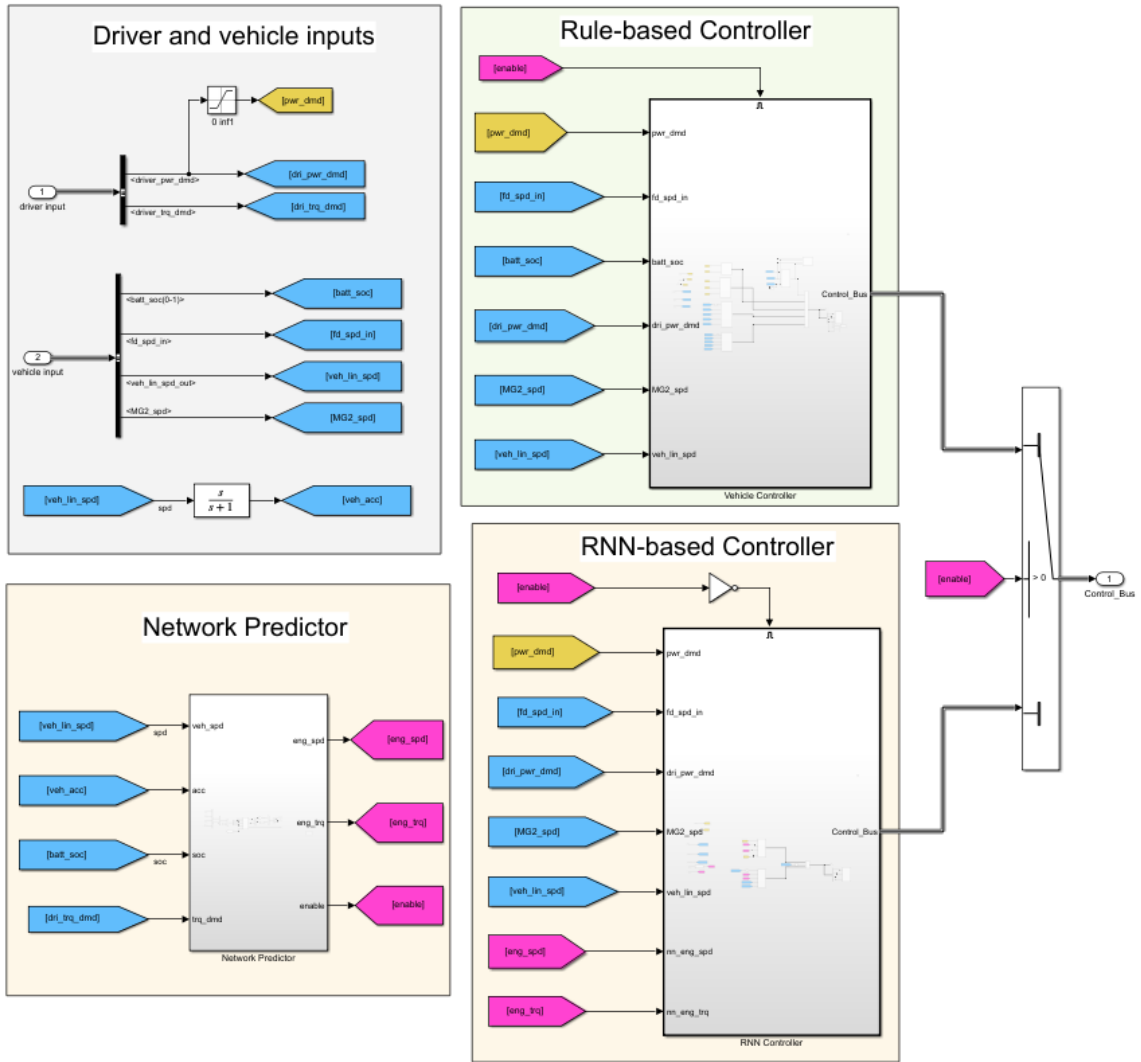 Driver and vehicle inputs
[pwr_dmd]
0 inf1
1
driver input
<driver_pwr_dmd>
[dri_pwr_dmd]
<driver_trq_dmd>
[dri_trq_dmd]
2
vehicle input
<batt_soc(0-1)>
[batt_soc]
<fd_spd_in>
[fd_spd_in]
<veh_lin_spd_out>
[veh_lin_spd]
<MG2_spd>
[MG2_spd]
[veh_lin_spd]
spd
s
s + 1
[veh_acc]
Rule-based Controller
[enable]
[pwr_dmd]
pwr_dmd
[fd_spd_in]
fd_spd_in
[batt_soc]
batt_soc
[dri_pwr_dmd]
dri_pwr_dmd
[MG2_spd]
MG2_spd
[veh_lin_spd]
veh_lin_spd
Control_Bus
Vehicle Controller
Network Predictor
[veh_lin_spd]
spd
veh_spd
[veh_acc]
acc
[batt_soc]
soc
soc
[dri_trq_dmd]
trq_dmd
eng_spd
[eng_spd]
eng_trq
[eng_trq]
enable
[enable]
Network Predictor
RNN-based Controller
[enable]
[pwr_dmd]
pwr_dmd
[fd_spd_in]
fd_spd_in
[dri_pwr_dmd]
dri_pwr_dmd
[MG2_spd]
MG2_spd
[veh_lin_spd]
veh_lin_spd
[eng_spd]
nn_eng_spd
[eng_trq]
nn_eng_trq
Control_Bus
RNN Controller
[enable]
> 0
1
Control_Bus